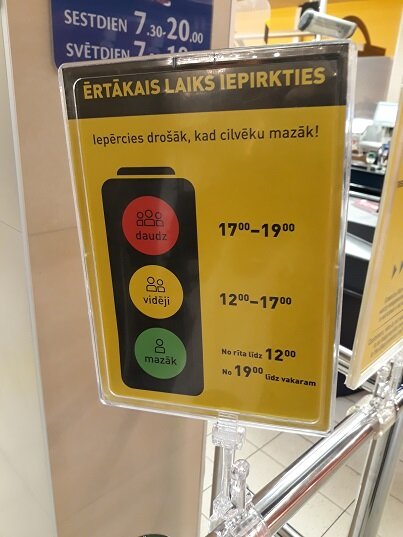 SESTDIEN 7.30-20.00
SVĒTDIEN
ĒRTĀKAIS LAIKS IEPIRKTIES
Iepērcies drošāk, kad cilvēku mazāk!
daudz 1700–1900
vidēji 1200–1700
mazāk No rīta līdz 1200
No 1900 līdz vakaram